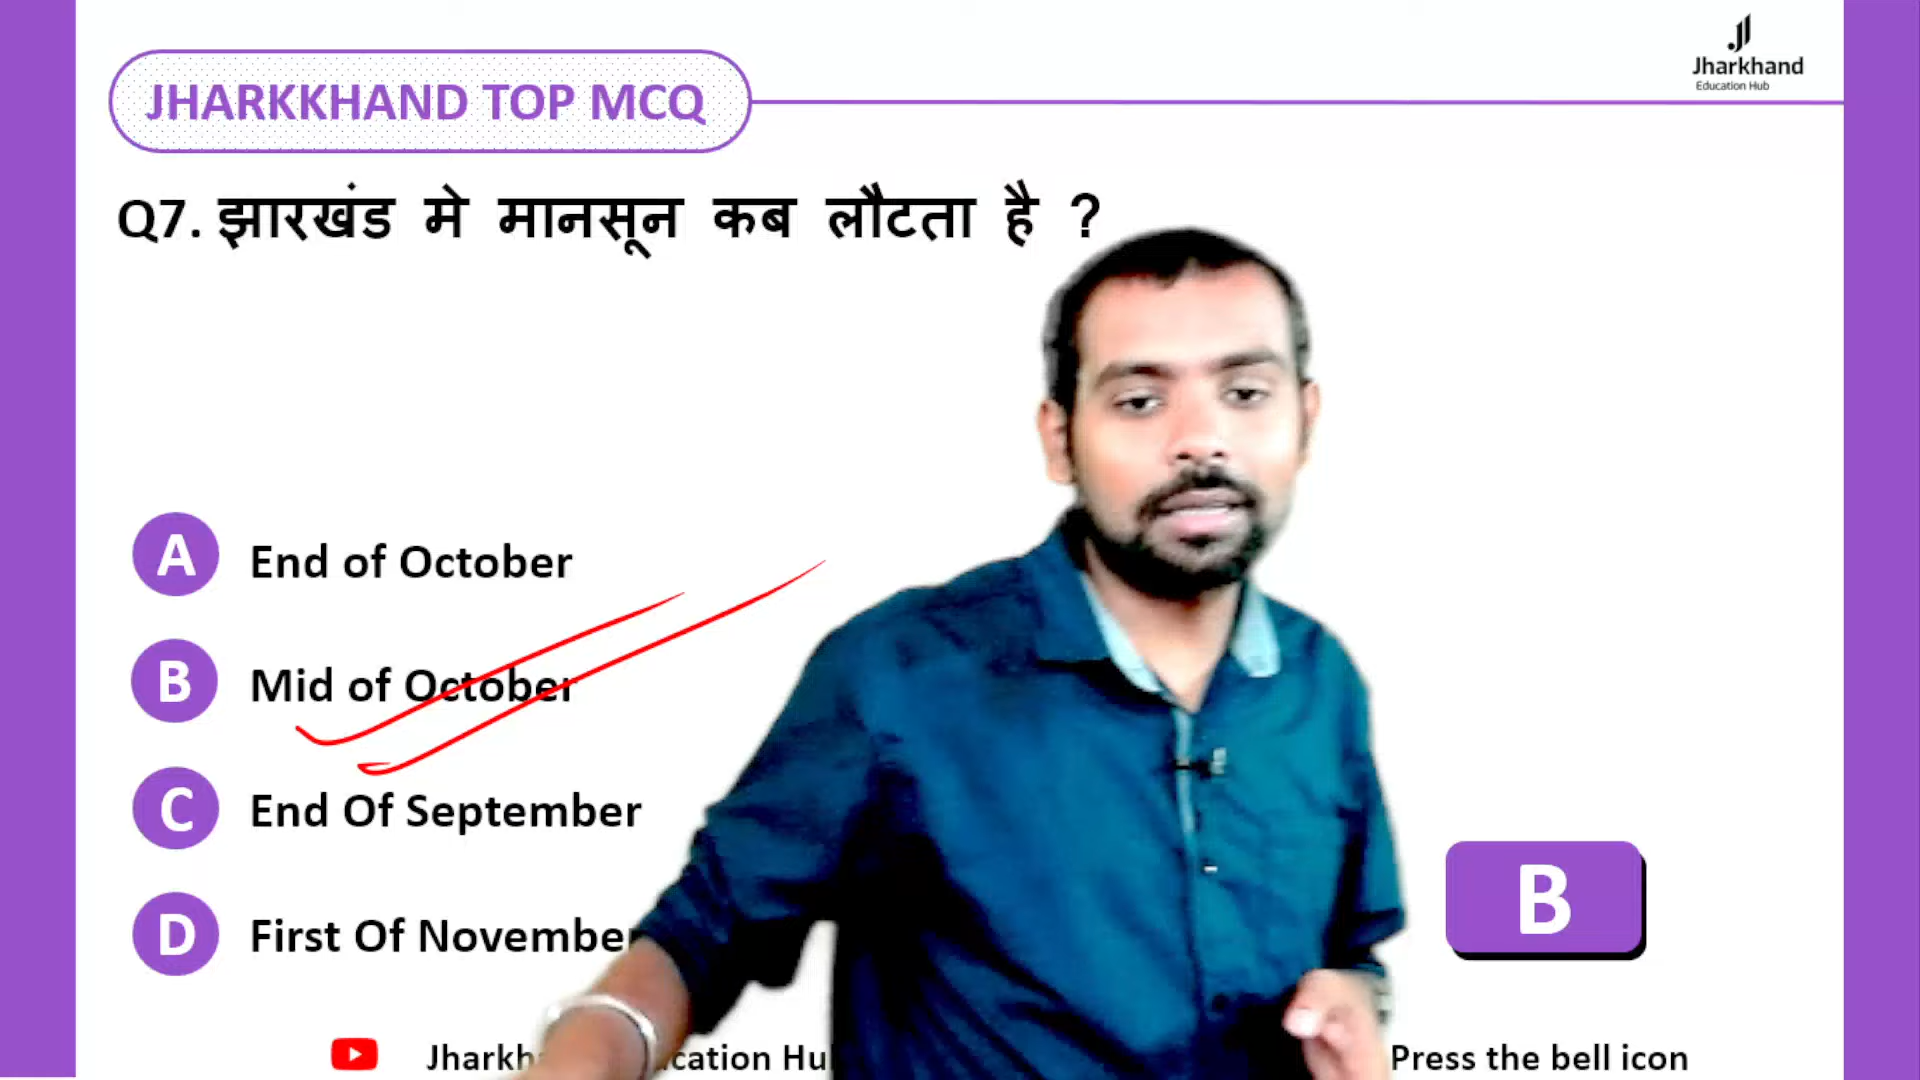 Jharkhand
Education Hub
JHARKKHAND TOP MCQ
Q7. झारखंड मे मानसून कब लौटता है ?
A End of October
B Mid of October
C End Of September
D First Of November
B
Press the bell icon